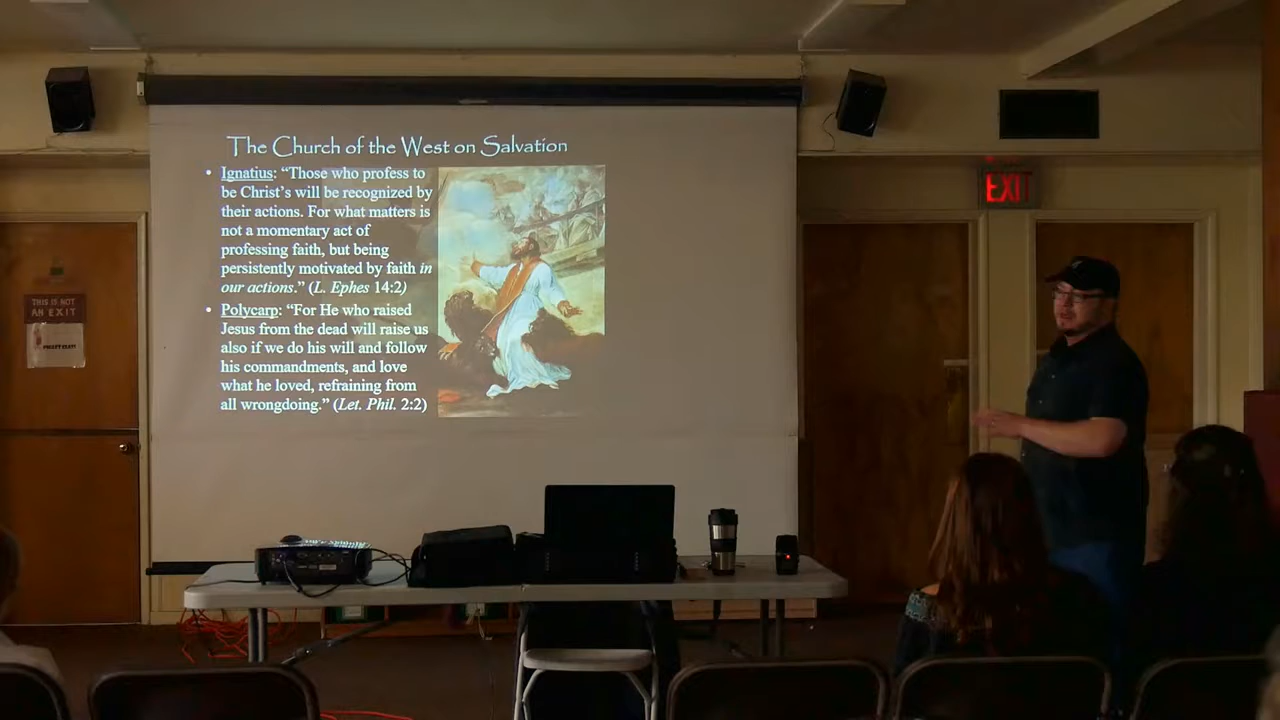 The Church of the West on Salvation
• Ignatius: “Those who profess to
be Christ’s will be recognized by
their actions. For what matters is
not a momentary act of
professing faith, but being
persistently motivated by faith in
our actions.” (L. Ephes 14:2)
• Polycarp: “For He who raised
Jesus from the dead will raise us
also if we do his will and follow
his commandments, and love
what he loved, refraining from
all wrongdoing.” (Let. Phil. 2:2)
EXIT
THIS IS NOT
AN EXIT